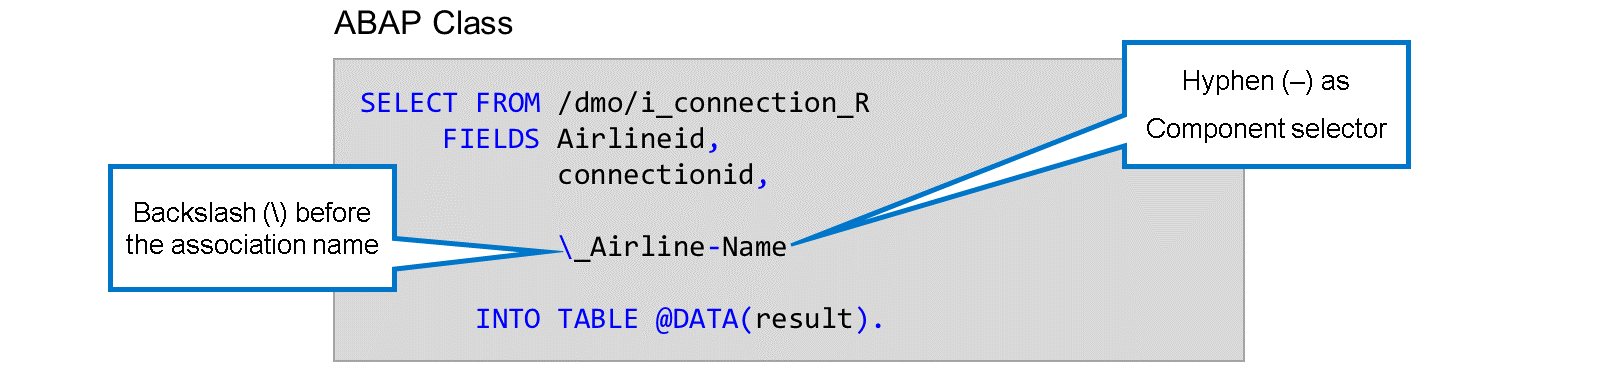 ABAP Class
Hyphen (–) as
Component selector
SELECT FROM /dmo/i_connection_R
FIELDS Airlineid,
connectionid,
Backslash (\) before
the association name
\_Airline-Name
INTO TABLE @DATA(result).